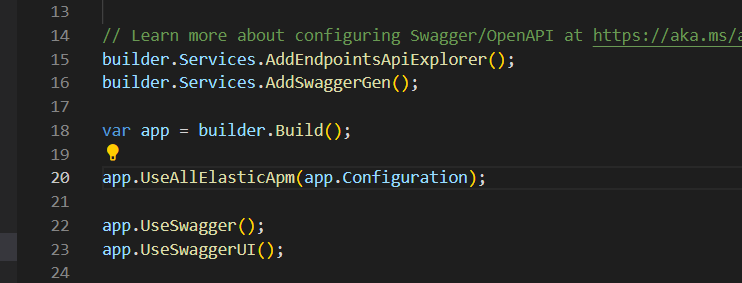 13
14 // Learn more about configuring Swagger/OpenAPI at https://aka.ms/
15 builder.Services.AddEndpointsApiExplorer();
16 builder.Services.AddSwaggerGen();
17
18 var app = builder.Build();
19
20 app.UseAllElasticApm(app.Configuration);
21
22 app.UseSwagger();
23 app.UseSwaggerUI();
24